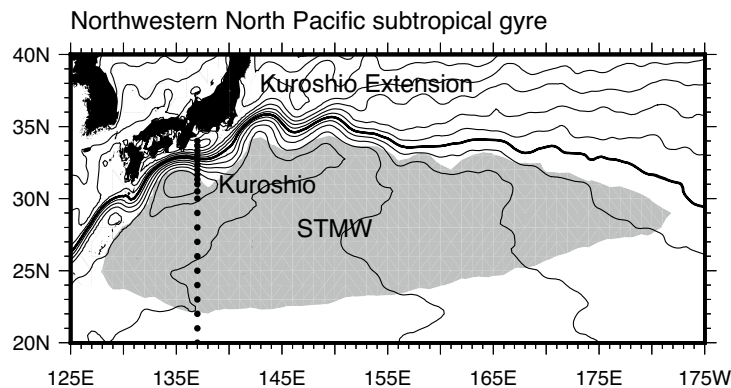 Northwestern North Pacific subtropical gyre
40N
Kuroshio Extension
35N
30N
Kuroshio
STMW
25N
20N
125E 135E 145E 155E 165E 175E 175W